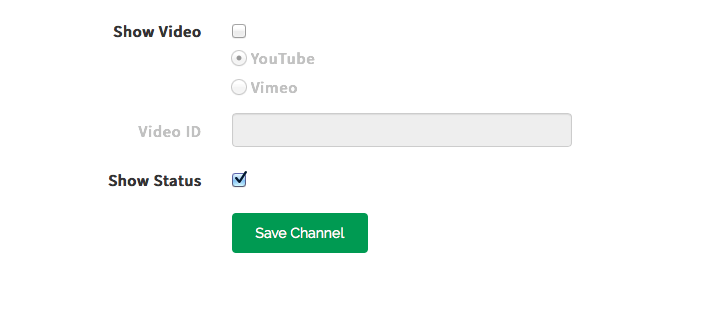 Show Video
YouTube
Vimeo
Video ID
Show Status
Save Channel